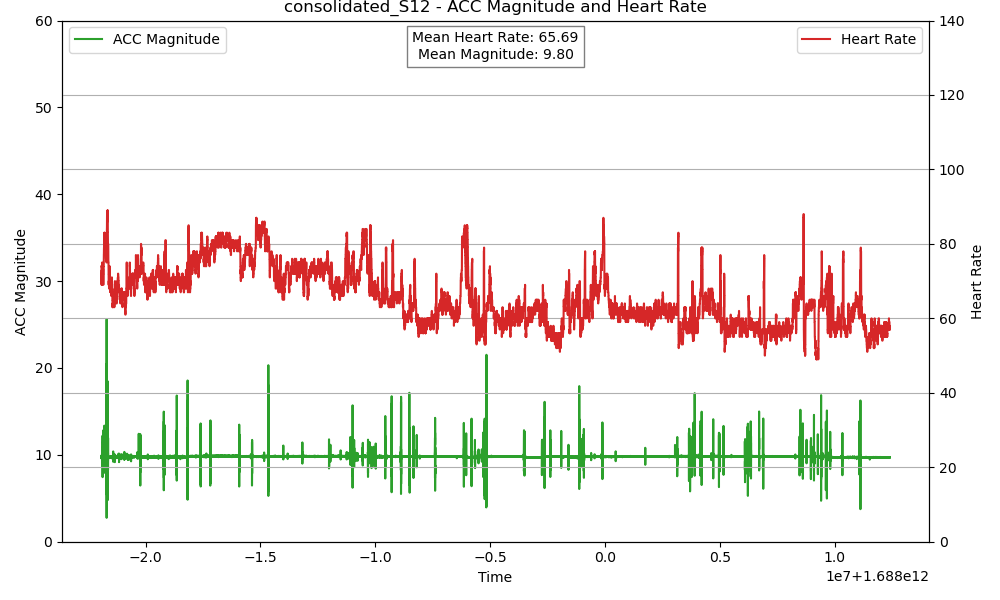 consolidated_S12 - ACC Magnitude and Heart Rate
ACC Magnitude
Mean Heart Rate: 65.69
Mean Magnitude: 9.80
Heart Rate
60
50
40
30
20
10
0
ACC Magnitude
140
120
100
80
60
40
20
0
Heart Rate
−2.0 −1.5 −1.0 −0.5 0.0 0.5 1.0
Time
1e7+1.688e12